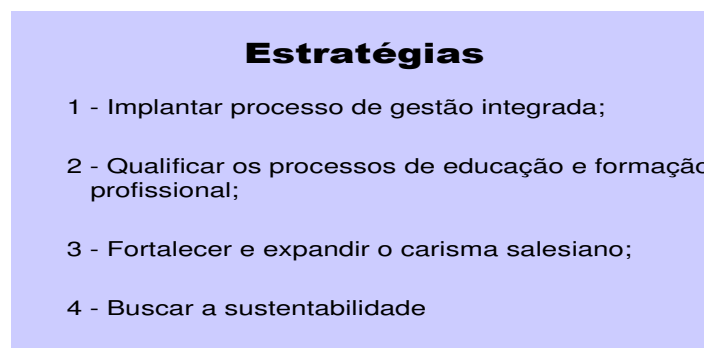 Estratégias
1 - Implantar processo de gestão integrada;
2 - Qualificar os processos de educação e formação
profissional;
3 - Fortalecer e expandir o carisma salesiano;
4 - Buscar a sustentabilidade